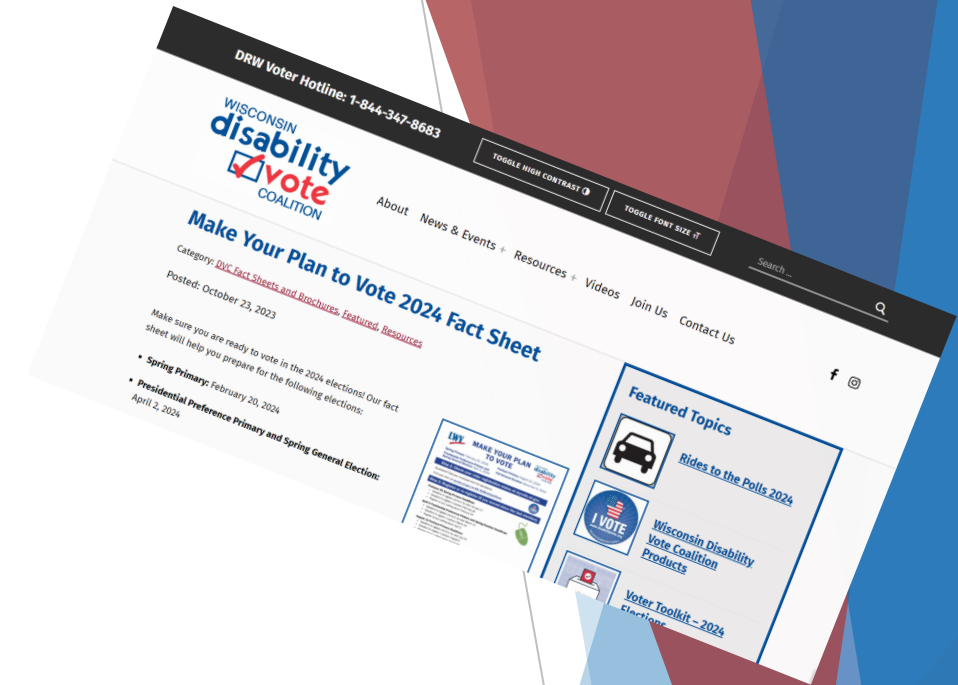 DRW Voter Hotline: 1-844-347-8683
TOGGLE HIGH CONTRAST
TOGGLE FONT SIZE
Search ...
WISCONSIN
disability
vote
COALITION
About
News & Events +
Resources +
Videos
Join Us
Contact Us
Make Your Plan to Vote 2024 Fact Sheet
Category: DVC Fact Sheets and Brochures, Featured, Resources
Posted: October 23, 2023
Make sure you are ready to vote in the 2024 elections! Our fact
sheet will help you prepare for the following elections:
• Spring Primary: February 20, 2024
• Presidential Preference Primary and Spring General Election:
April 2, 2024
LWV
MAKE YOUR PLAN
TO VOTE
disability
vote
Featured Topics
Rides to the Polls 2024
I VOTE
Wisconsin Disability
Vote Coalition
Products
Voter Toolkit – 2024
Elections